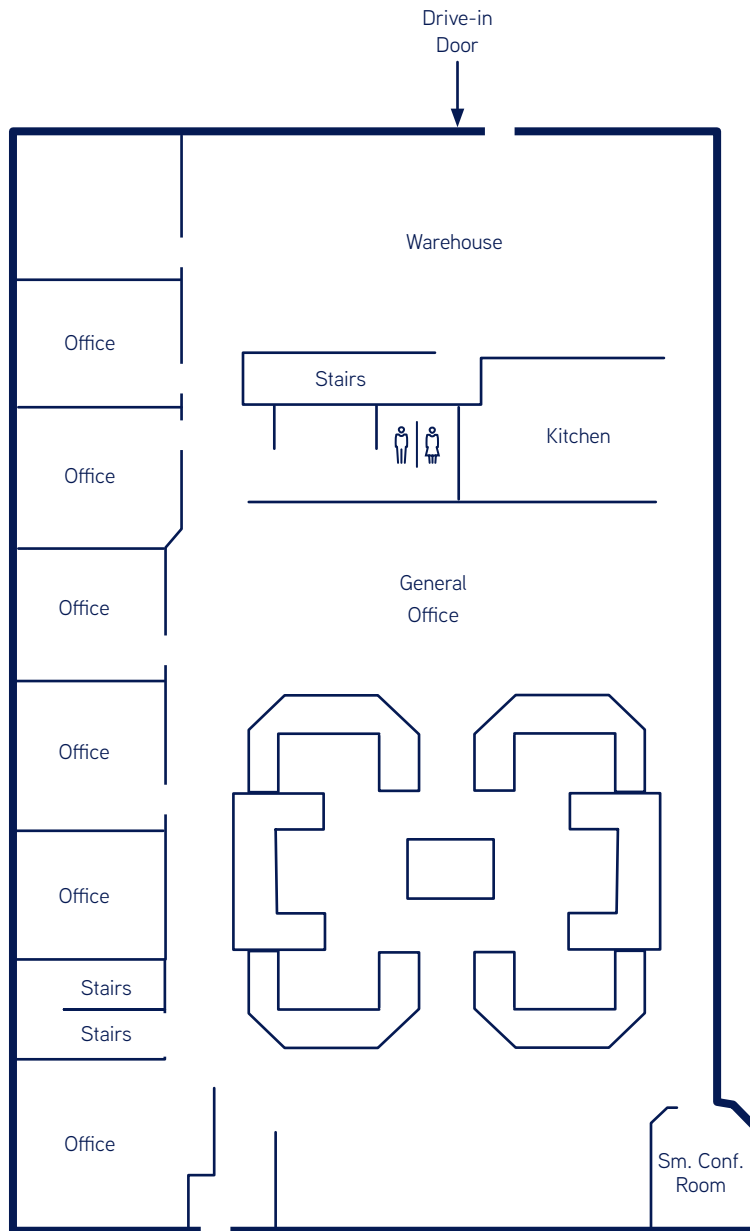 Drive-in
Door
Warehouse
Office
Stairs
Kitchen
Office
General
Office
Office
Office
Office
Stairs
Stairs
Office
Sm. Conf.
Room